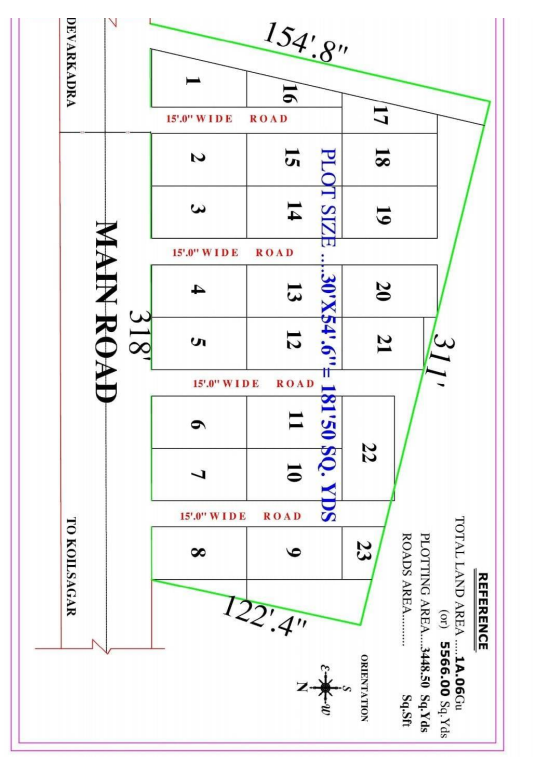 154'.8"
DEVARKADRA
1
16
17
15'.0" WIDE ROAD
2
15
18
3
14
19
15'.0" WIDE ROAD
4
13
20
5
12
21
15'.0" WIDE ROAD
6
11
22
7
10
15'.0" WIDE ROAD
8
9
23
PLOT SIZE ....30'X54'.6"= 181'50 SQ. YDS
MAIN ROAD
318'
311'
122'.4"
TO KOILSAGAR
REFERENCE
TOTAL LAND AREA .....1A.06Gu
(or) 5566.00 Sq.Yds
PLOTTING AREA...3448.50 Sq.Yds
ROADS AREA......... Sq.Sft
ORIENTATION
S
E
W
N